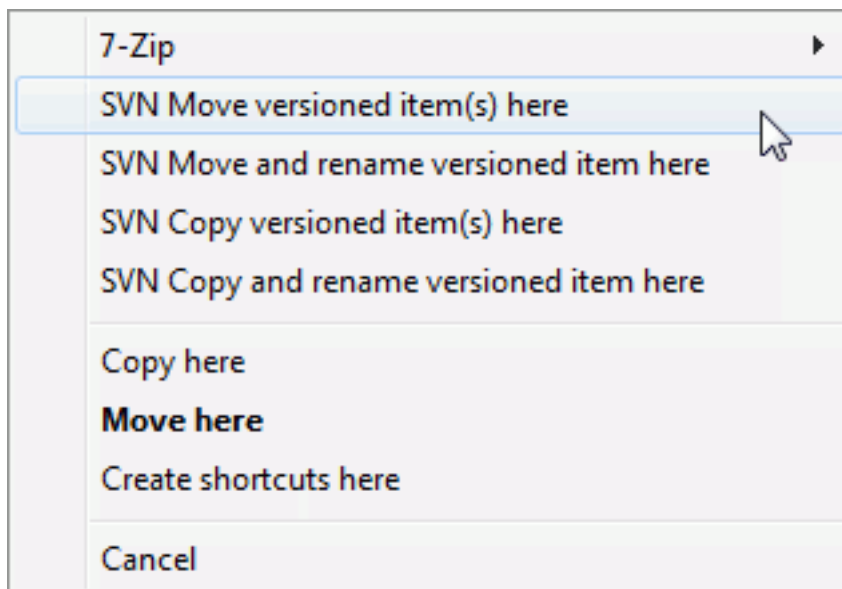 7-Zip
SVN Move versioned item(s) here
SVN Move and rename versioned item here
SVN Copy versioned item(s) here
SVN Copy and rename versioned item here
Copy here
Move here
Create shortcuts here
Cancel